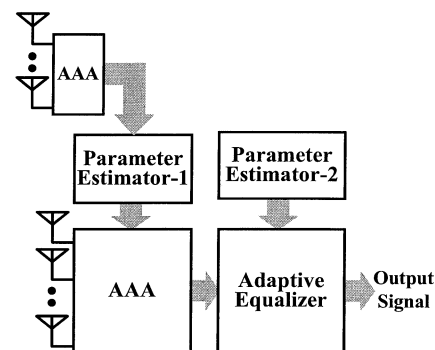 AAA
Parameter
Estimator-1
Parameter
Estimator-2
AAA
Adaptive
Equalizer
Output
Signal